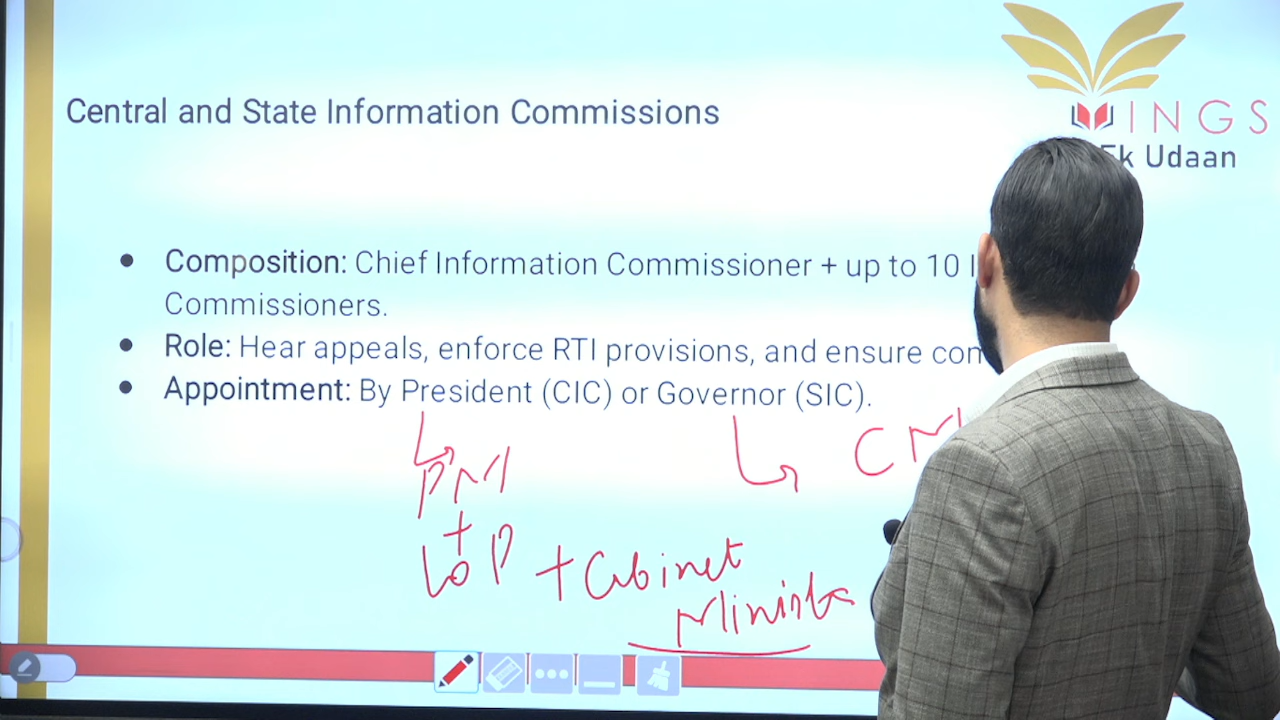 INGS
Ek Udaan
Central and State Information Commissions
• Composition: Chief Information Commissioner + up to 10 I
Commissioners.
• Role: Hear appeals, enforce RTI provisions, and ensure com
• Appointment: By President (CIC) or Governor (SIC).
PM
CM
+
LoP + Cabinet
Minister